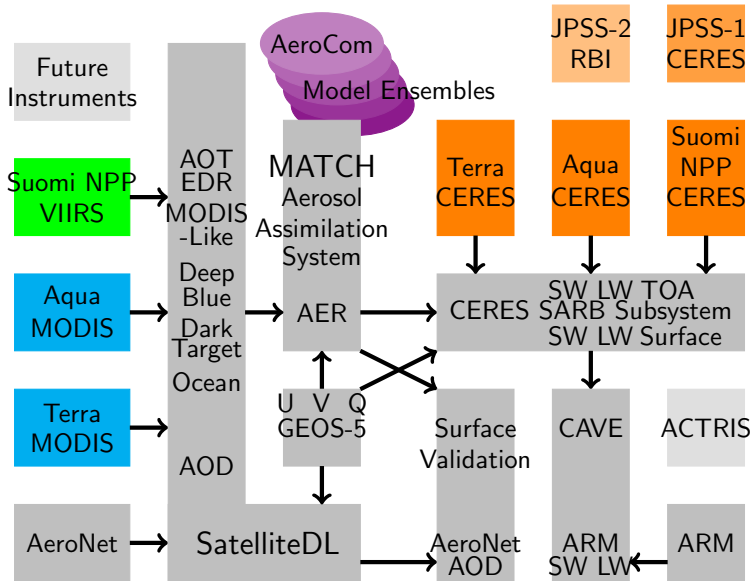 AeroCom
Model Ensembles
JPSS-2
RBI
JPSS-1
CERES
Future
Instruments
Suomi NPP
VIIRS
AOT
EDR
MODIS
-Like
Deep
Blue
Dark
Target
Ocean
AOD
MATCH
Aerosol
Assimilation
System
AER
Terra
CERES
Aqua
CERES
Suomi
NPP
CERES
Aqua
MODIS
SW LW TOA
CERES SARB Subsystem
SW LW Surface
Terra
MODIS
U V Q
GEOS-5
Surface
Validation
CAVE
ACTRIS
AeroNet
SatelliteDL
AeroNet
AOD
ARM
SW LW
ARM